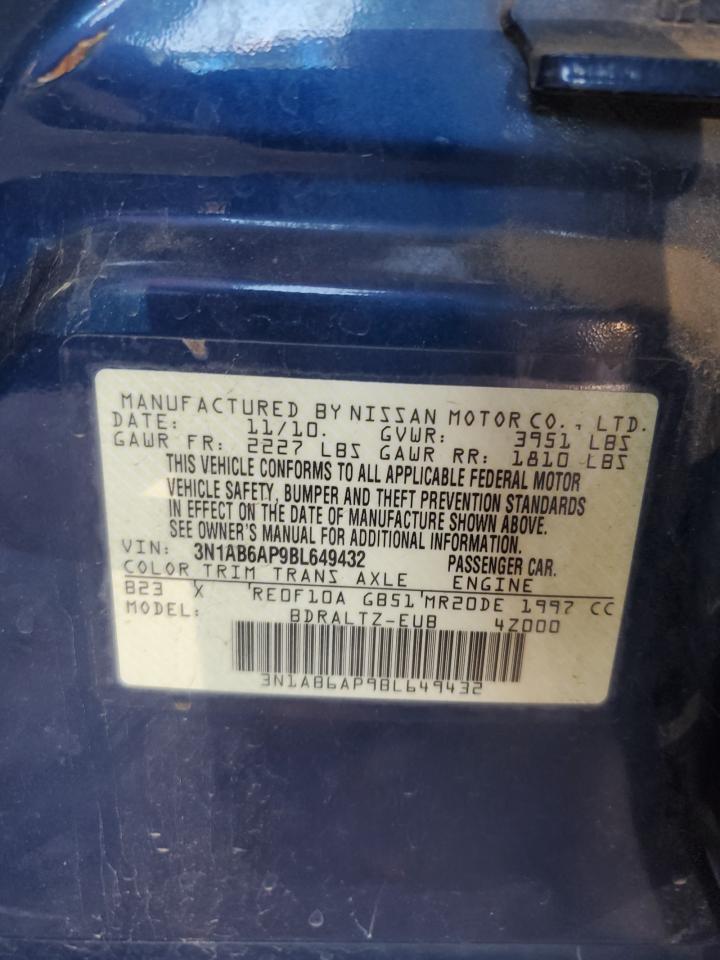 MANUFACTURED BY NISSAN MOTOR CO., LTD.
DATE: 11/10. GVWR: 3951 LBS
GAWR FR: 2227 LBS GAWR RR: 1810 LBS
THIS VEHICLE CONFORMS TO ALL APPLICABLE FEDERAL MOTOR
VEHICLE SAFETY, BUMPER AND THEFT PREVENTION STANDARDS
IN EFFECT ON THE DATE OF MANUFACTURE SHOWN ABOVE.
SEE OWNER'S MANUAL FOR ADDITIONAL INFORMATION.
VIN: 3N1AB6AP9BL649432 PASSENGER CAR.
COLOR TRIM TRANS AXLE ENGINE
B23 X RE0F10A GB51 MR20DE 1997 CC
MODEL: BDRALTZ-EUB 4Z000
3N1AB6AP9BL649432